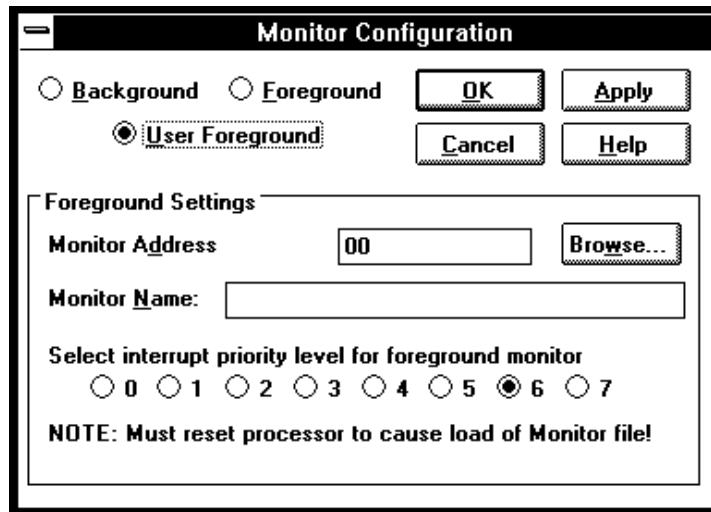 Monitor Configuration
Background Foreground OK Apply
User Foreground Cancel Help
Foreground Settings
Monitor Address 00 Browse...
Monitor Name:
Select interrupt priority level for foreground monitor
0 1 2 3 4 5 6 7
NOTE: Must reset processor to cause load of Monitor file!